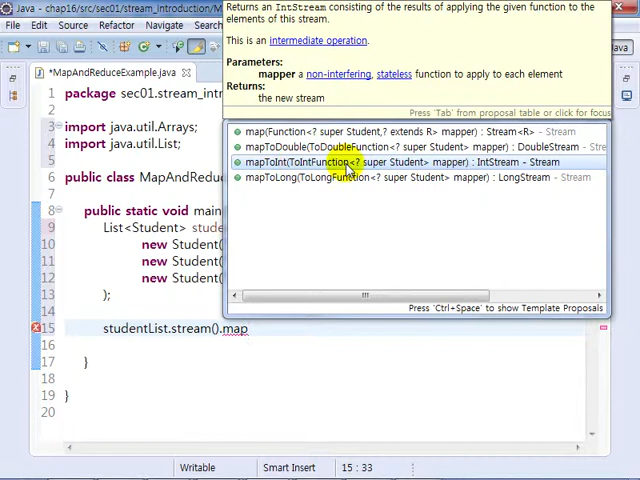 Java - chap16/src/sec01/stream_introduction/M
File Edit Source Refactor Navigate Search
Java
*MapAndReduceExample.java
Returns an IntStream consisting of the results of applying the given function to the
elements of this stream.
This is an intermediate operation.
Parameters:
mapper a non-interfering, stateless function to apply to each element
Returns:
the new stream
Press 'Tab' from proposal table or click for focus
map(Function<? super Student,? extends R> mapper) : Stream<R> - Stream
mapToDouble(ToDoubleFunction<? super Student> mapper) : DoubleStream
mapToInt(ToIntFunction<? super Student> mapper) : IntStream - Stream
mapToLong(ToLongFunction<? super Student> mapper) : LongStream - Stream
Press 'Ctrl+Space' to show Template Proposals
1 package sec01.stream_intr
2
3 import java.util.Arrays;
4 import java.util.List;
5
6 public class MapAndRedu
7
8 public static void main
9 List<Student> stude
10 new Student(
11 new Student(
12 new Student(
13 );
14
15 studentList.stream().map
16
17 }
18
19 }
20
Writable Smart Insert 15 : 33